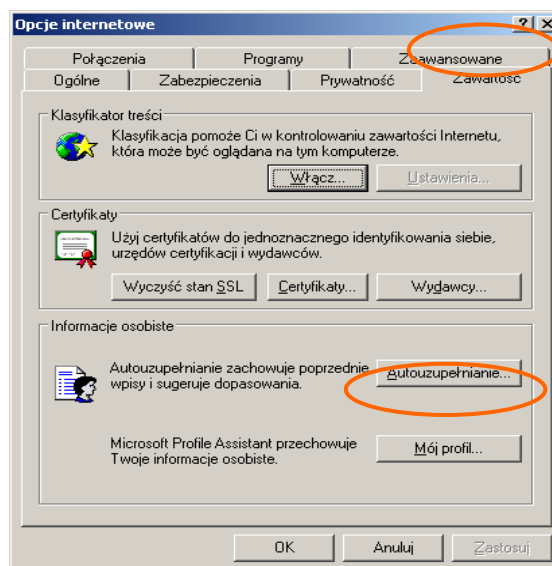 Opcje internetowe
Połączenia Programy Zaawansowane
Ogólne Zabezpieczenia Prywatność Zawartość
Klasyfikator treści
Klasyfikacja pomoże Ci w kontrolowaniu zawartości Internetu,
która może być oglądana na tym komputerze.
Włącz... Ustawienia...
Certyfikaty
Użyj certyfikatów do jednoznacznego identyfikowania siebie,
urzędów certyfikacji i wydawców.
Wyczyść stan SSL Certyfikaty... Wydawcy...
Informacje osobiste
Autouzupełnianie zachowuje poprzednie
wpisy i sugeruje dopasowania.
Autouzupełnianie...
Microsoft Profile Assistant przechowuje
Twoje informacje osobiste.
Mój profil...
OK Anuluj Zastosuj